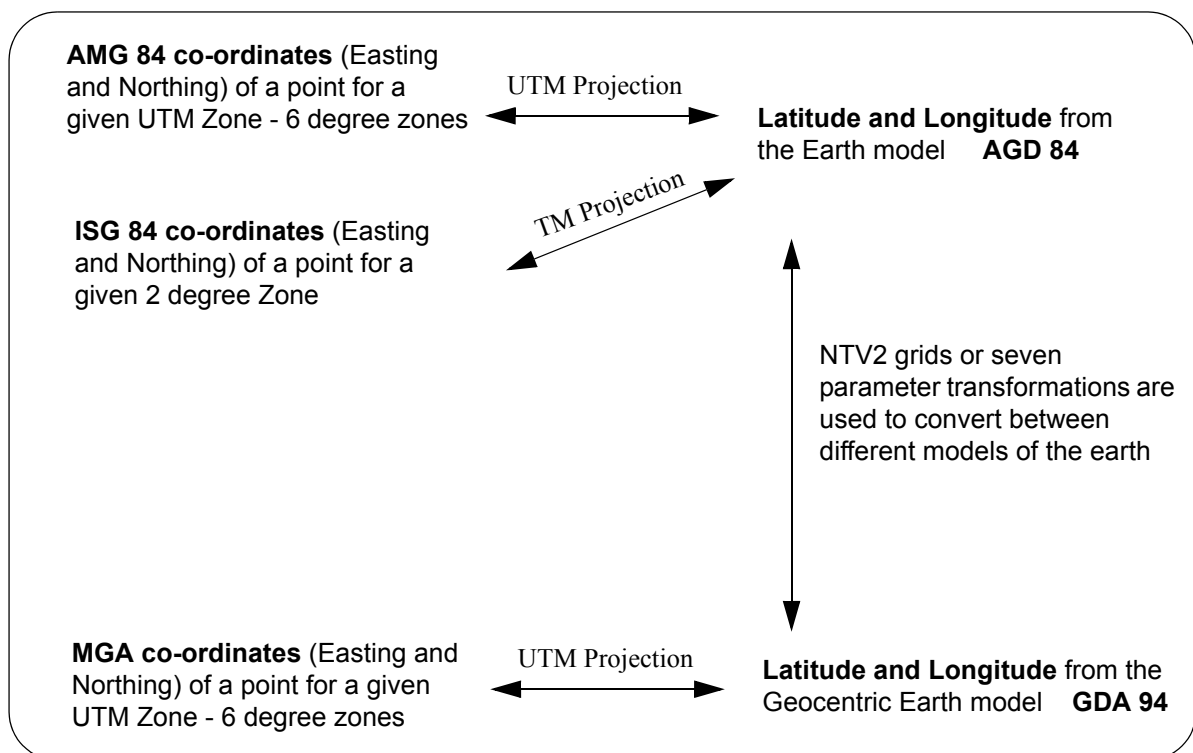 AMG 84 co-ordinates (Easting
and Northing) of a point for a
given UTM Zone - 6 degree zones
UTM Projection
Latitude and Longitude from
the Earth model AGD 84
TM Projection
ISG 84 co-ordinates (Easting
and Northing) of a point for a
given 2 degree Zone
NTV2 grids or seven
parameter transformations are
used to convert between
different models of the earth
MGA co-ordinates (Easting and
Northing) of a point for a given
UTM Zone - 6 degree zones
UTM Projection
Latitude and Longitude from the
Geocentric Earth model GDA 94